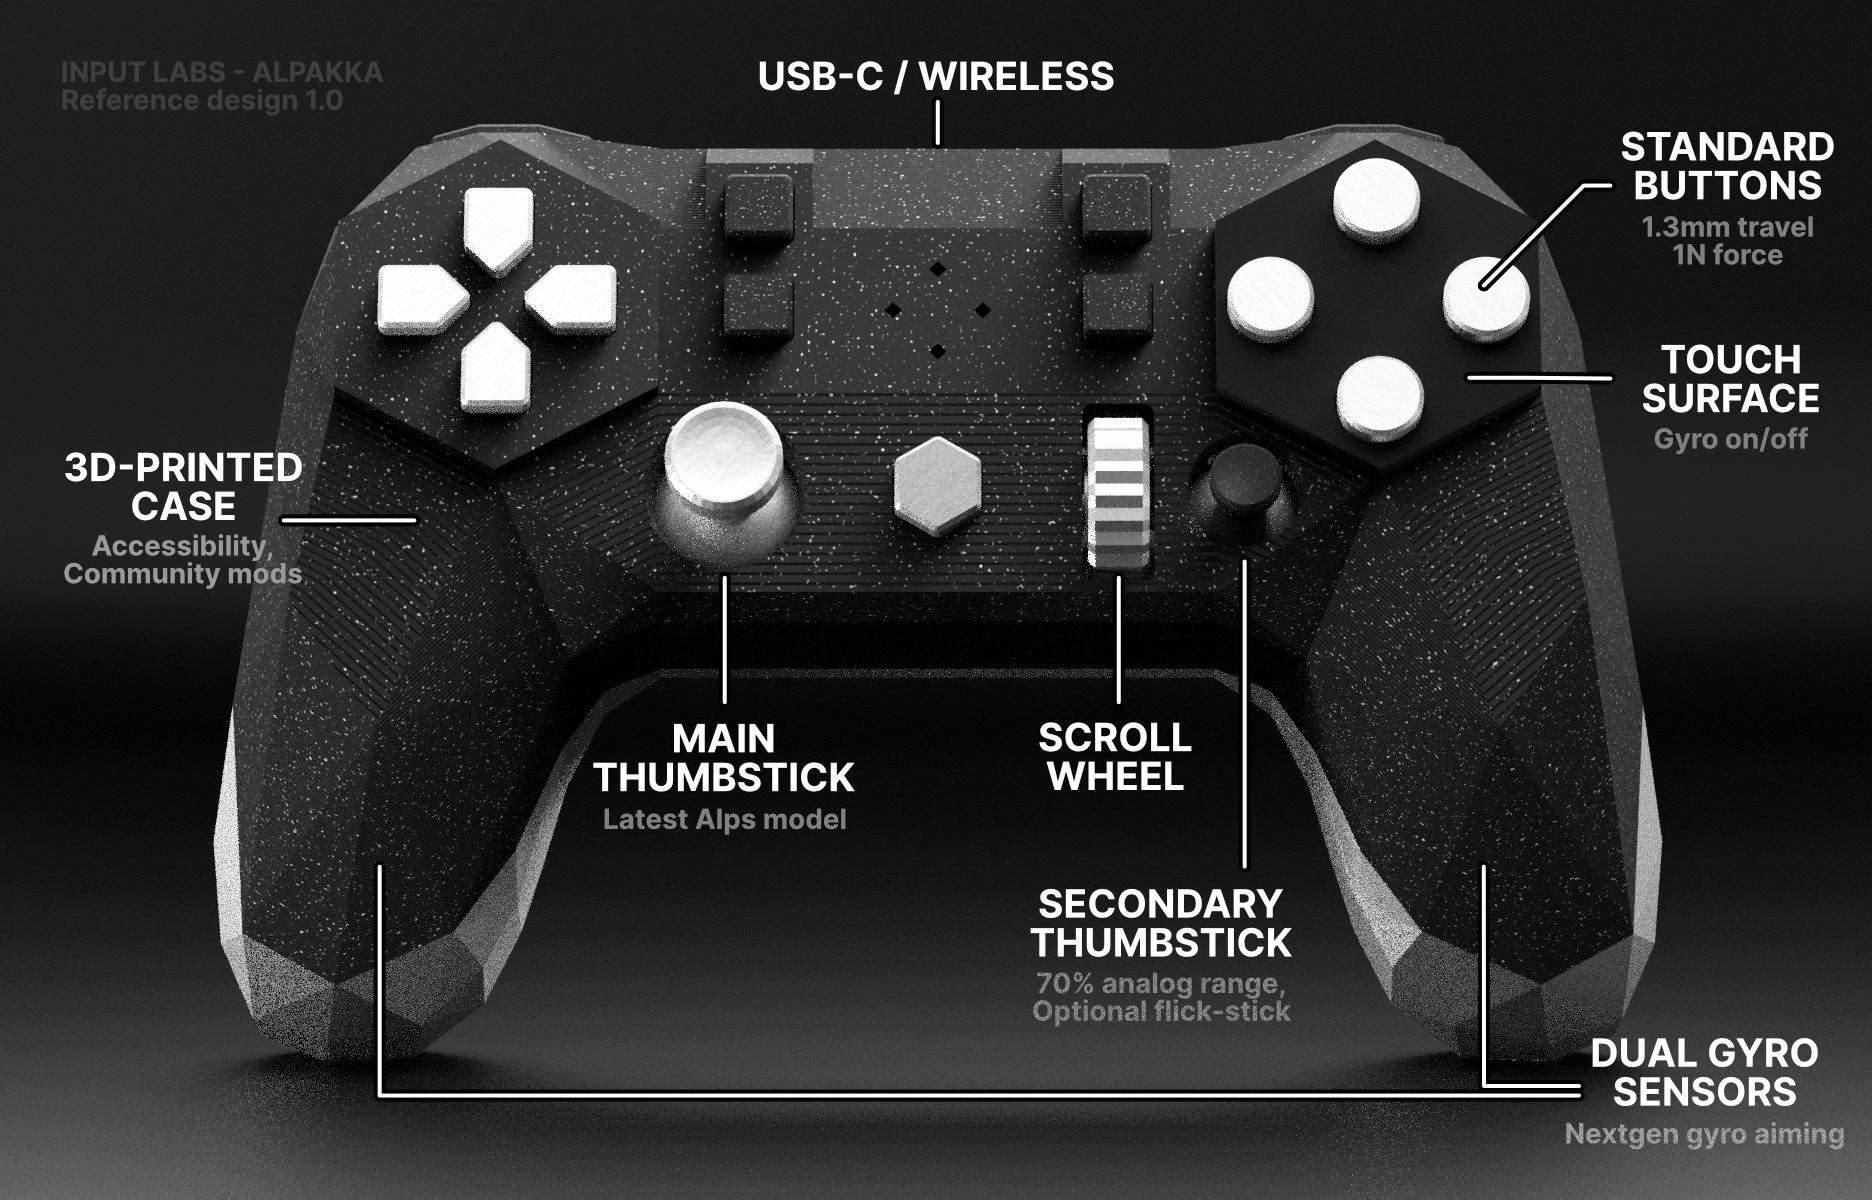 INPUT LABS - ALPAKKA
Reference design 1.0
USB-C / WIRELESS
STANDARD
BUTTONS
1.3mm travel
1N force
TOUCH
SURFACE
Gyro on/off
3D-PRINTED
CASE
Accessibility,
Community mods
MAIN
THUMBSTICK
Latest Alps model
SCROLL
WHEEL
SECONDARY
THUMBSTICK
70% analog range,
Optional flick-stick
DUAL GYRO
SENSORS
Nextgen gyro aiming